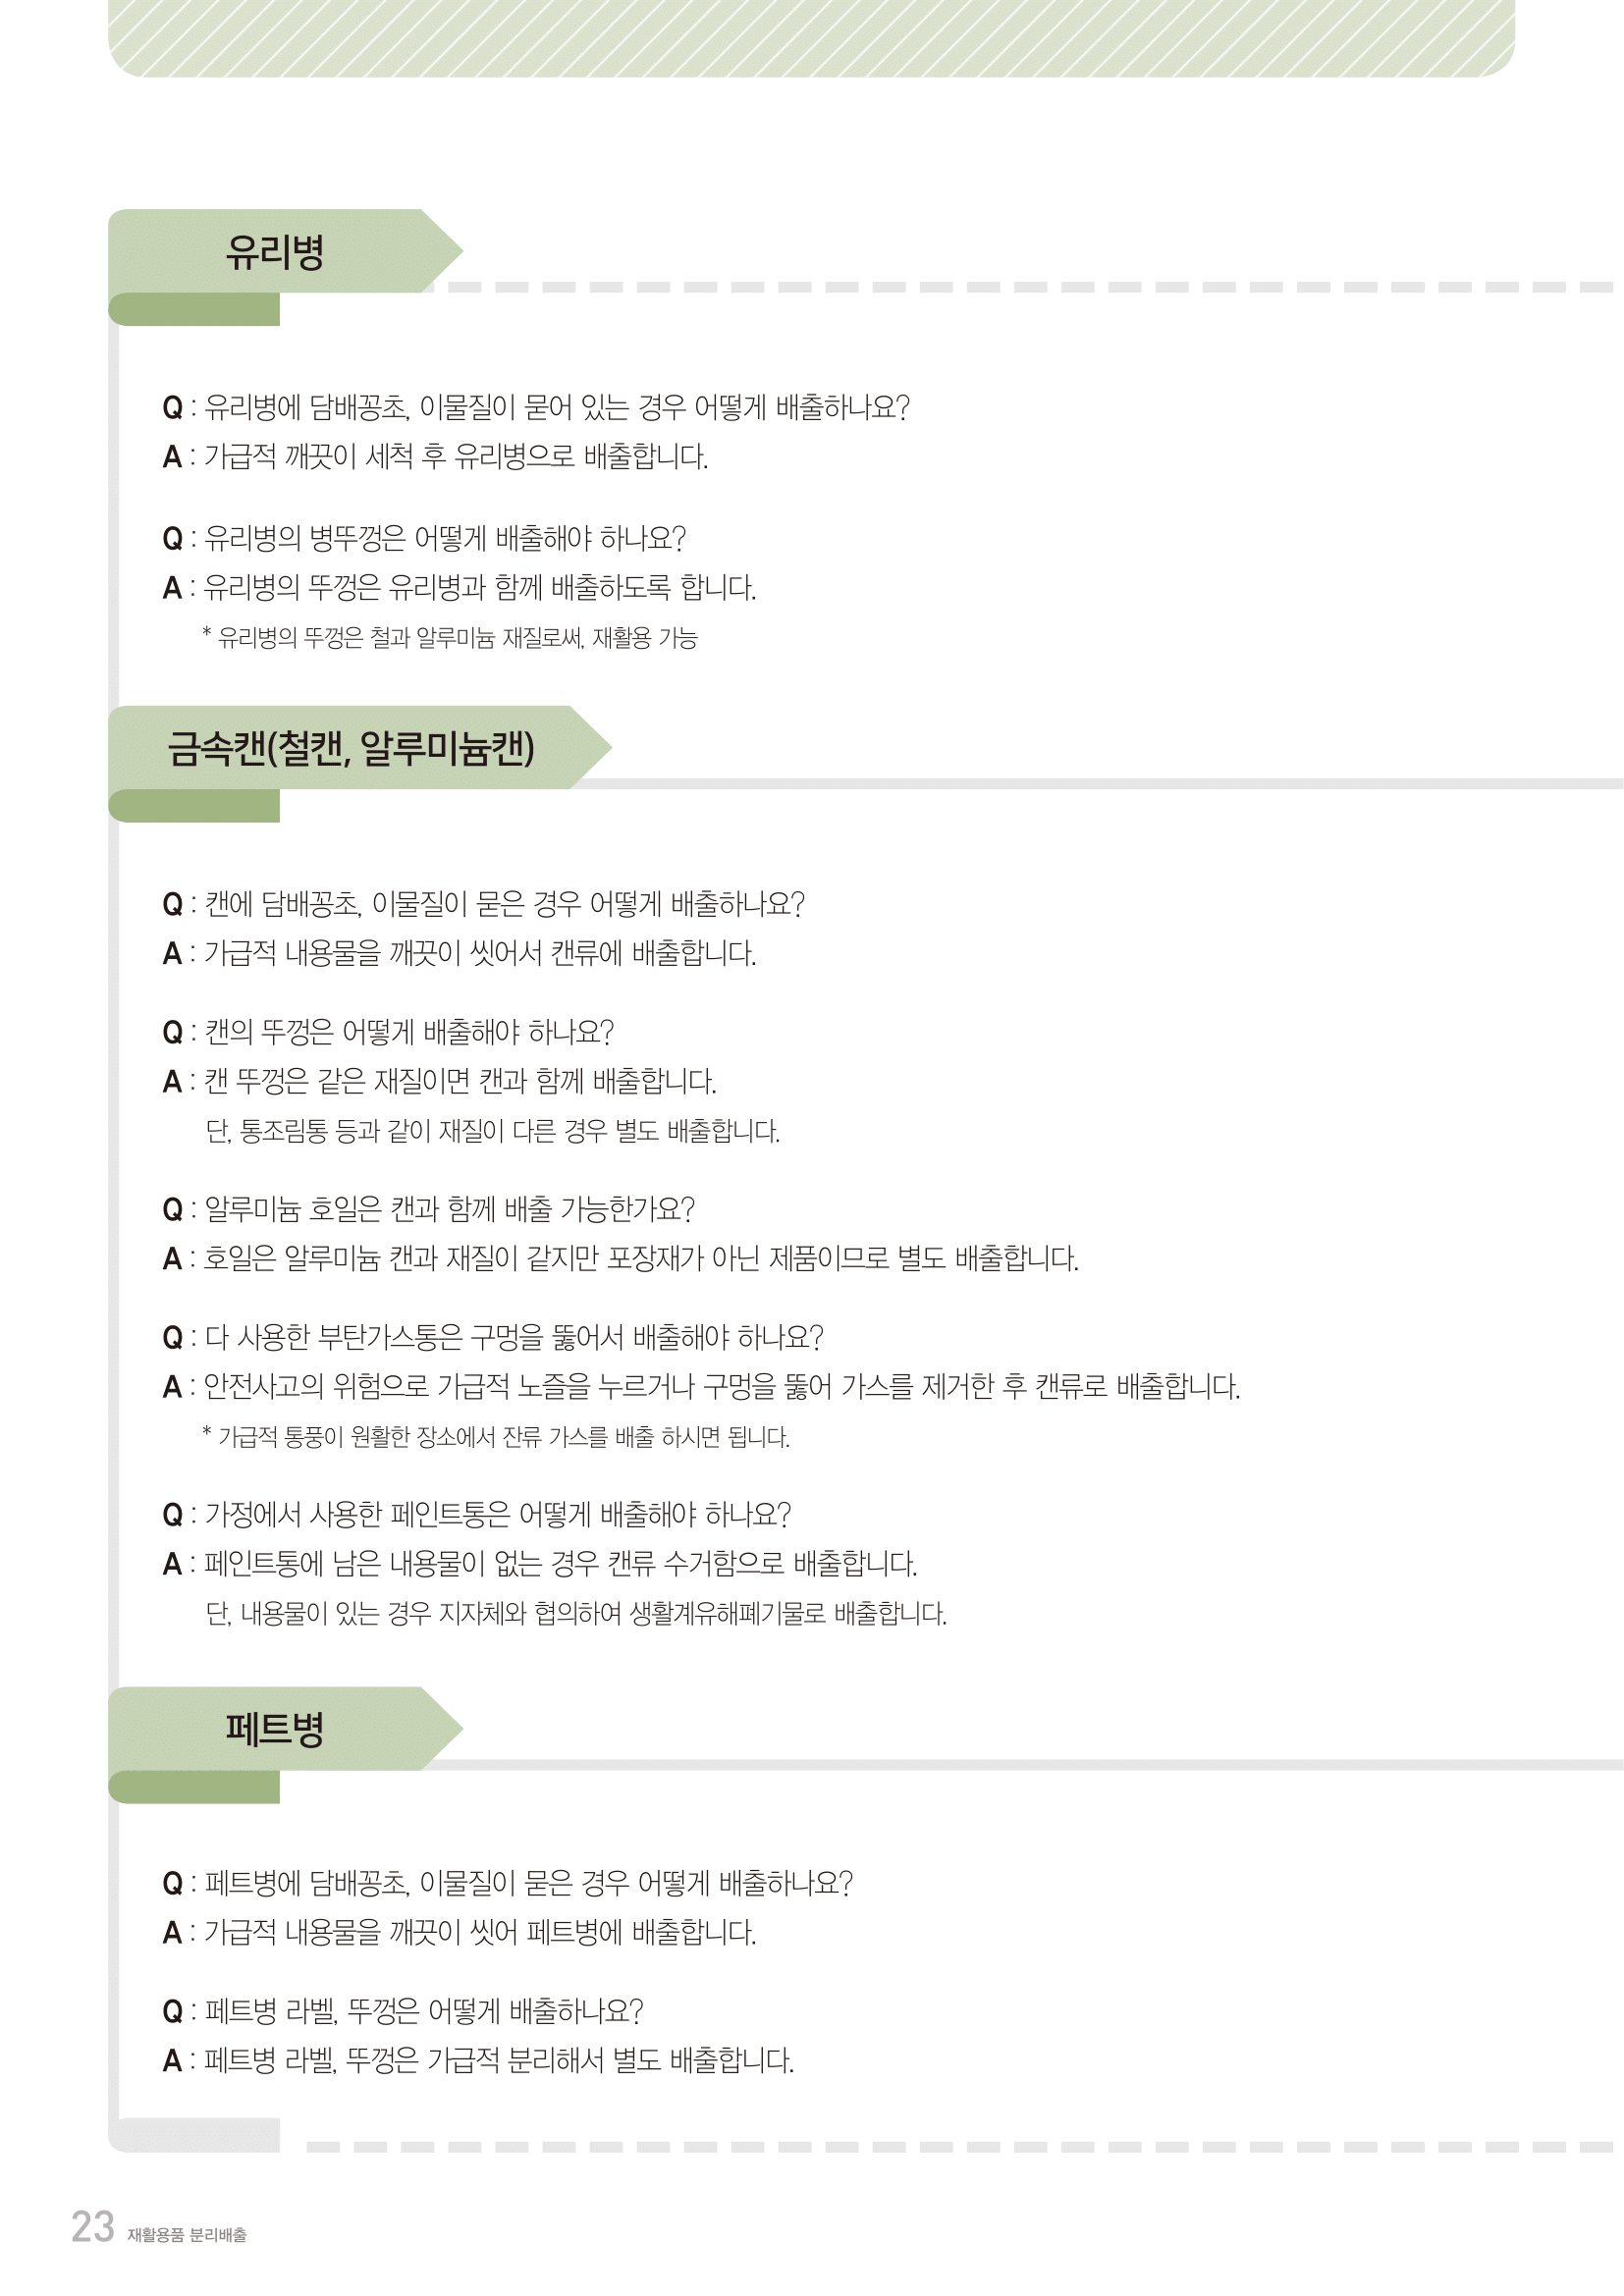 유리병
Q : 유리병에 담배꽁초, 이물질이 묻어 있는 경우 어떻게 배출하나요?
A : 가급적 깨끗이 세척 후 유리병으로 배출합니다.
Q : 유리병의 병뚜껑은 어떻게 배출해야 하나요?
A : 유리병의 뚜껑은 유리병과 함께 배출하도록 합니다.
* 유리병의 뚜껑은 철과 알루미늄 재질로써, 재활용 가능
금속캔(철캔, 알루미늄캔)
Q : 캔에 담배꽁초, 이물질이 묻은 경우 어떻게 배출하나요?
A : 가급적 내용물을 깨끗이 씻어서 캔류에 배출합니다.
Q : 캔의 뚜껑은 어떻게 배출해야 하나요?
A : 캔 뚜껑은 같은 재질이면 캔과 함께 배출합니다.
단, 통조림통 등과 같이 재질이 다른 경우 별도 배출합니다.
Q : 알루미늄 호일은 캔과 함께 배출 가능한가요?
A : 호일은 알루미늄 캔과 재질이 같지만 포장재가 아닌 제품이므로 별도 배출합니다.
Q : 다 사용한 부탄가스통은 구멍을 뚫어서 배출해야 하나요?
A : 안전사고의 위험으로 가급적 노즐을 누르거나 구멍을 뚫어 가스를 제거한 후 캔류로 배출합니다.
* 가급적 통풍이 원활한 장소에서 잔류 가스를 배출 하시면 됩니다.
Q : 가정에서 사용한 페인트통은 어떻게 배출해야 하나요?
A : 페인트통에 남은 내용물이 없는 경우 캔류 수거함으로 배출합니다.
단, 내용물이 있는 경우 지자체와 협의하여 생활계유해폐기물로 배출합니다.
페트병
Q : 페트병에 담배꽁초, 이물질이 묻은 경우 어떻게 배출하나요?
A : 가급적 내용물을 깨끗이 씻어 페트병에 배출합니다.
Q : 페트병 라벨, 뚜껑은 어떻게 배출하나요?
A : 페트병 라벨, 뚜껑은 가급적 분리해서 별도 배출합니다.
23 재활용품 분리배출